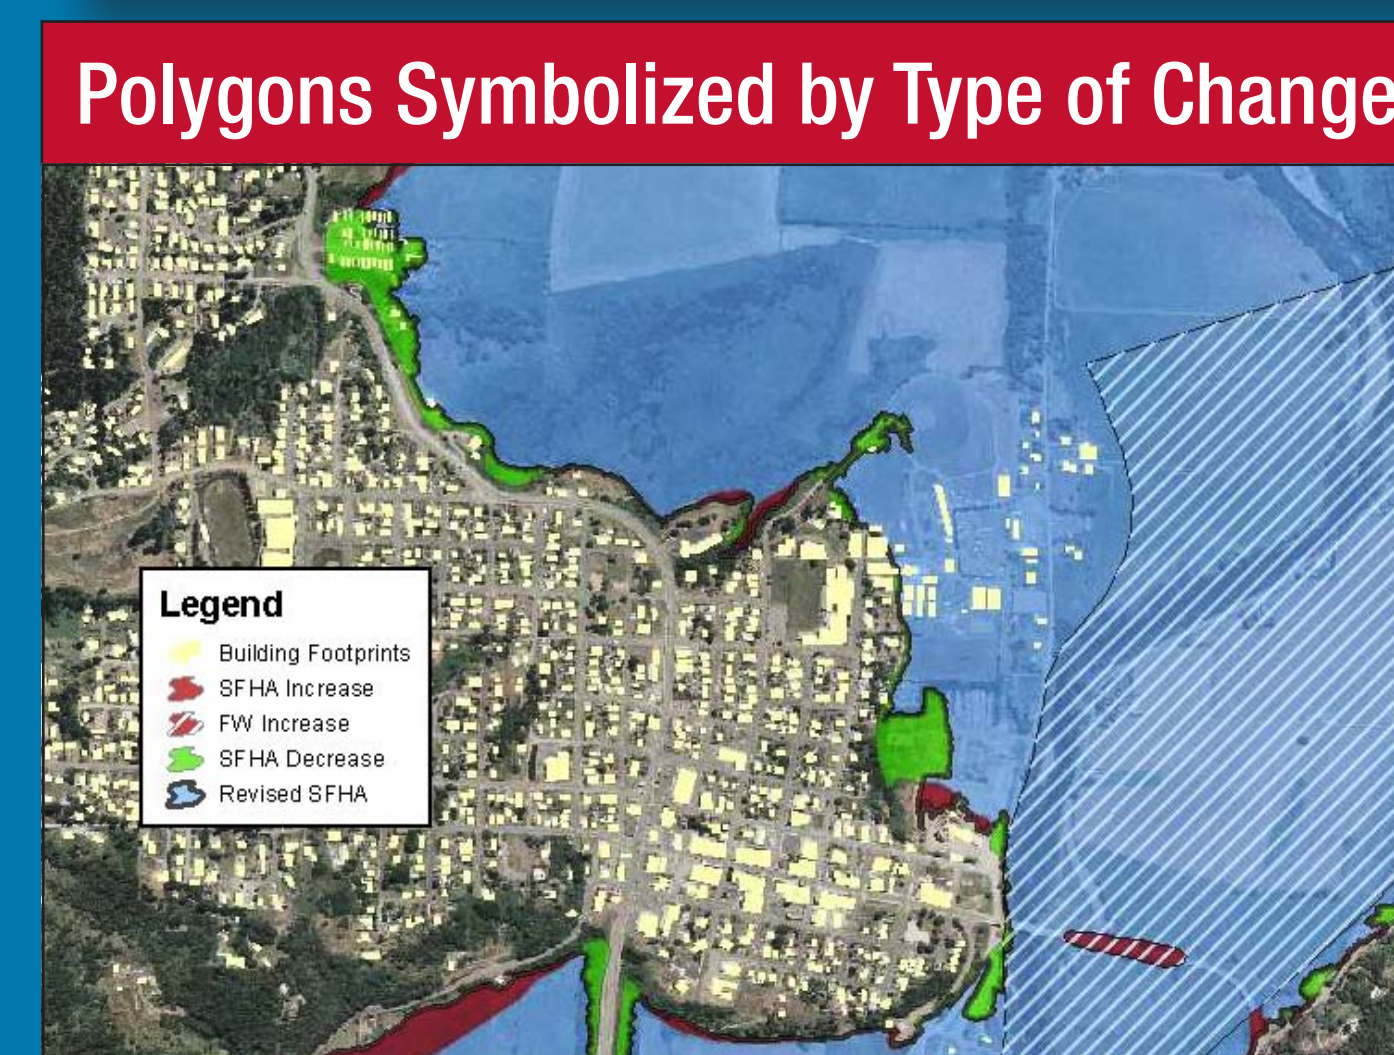 Polygons Symbolized by Type of Change
Legend
Building Footprints
SFHA Increase
FW Increase
SFHA Decrease
Revised SFHA